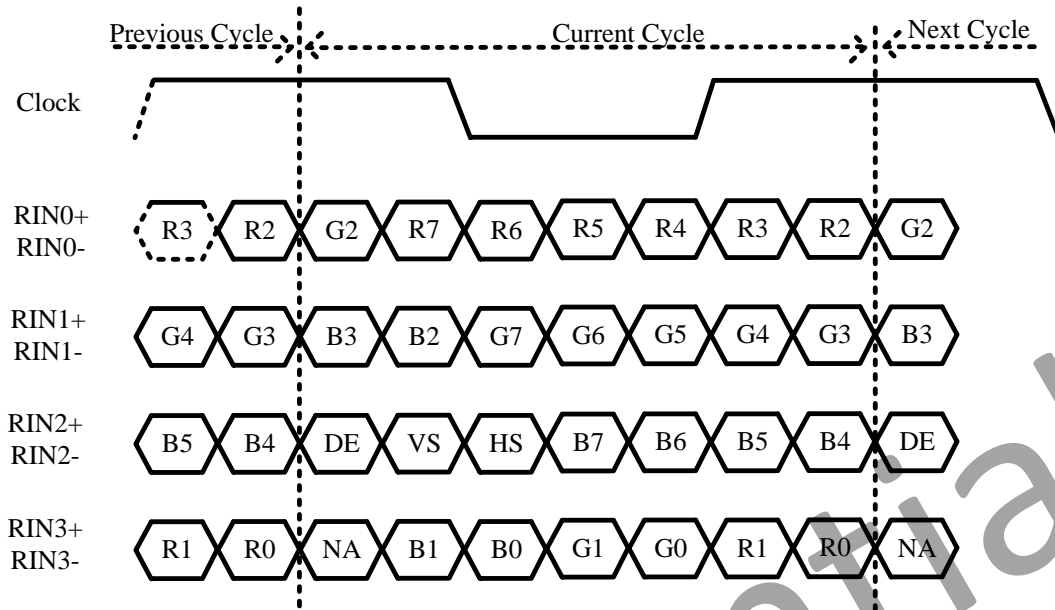 Previous Cycle Current Cycle Next Cycle
Clock
RIN0+
RIN0-
R3 R2 G2 R7 R6 R5 R4 R3 R2 G2
RIN1+
RIN1-
G4 G3 B3 B2 G7 G6 G5 G4 G3 B3
RIN2+
RIN2-
B5 B4 DE VS HS B7 B6 B5 B4 DE
RIN3+
RIN3-
R1 R0 NA B1 B0 G1 G0 R1 R0 NA